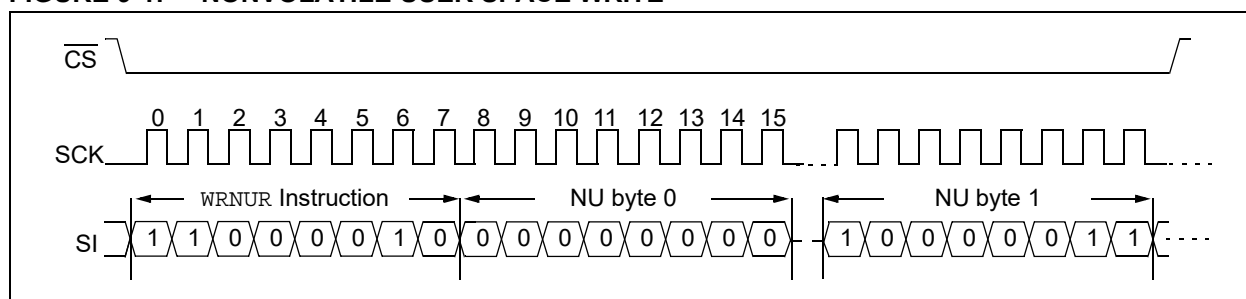 FIGURE NONVOLATILE USER SPACE WRITE
CS
0 1 2 3 4 5 6 7 8 9 10 11 12 13 14 15
SCK
WRNUR Instruction NU byte 0 NU byte 1
SI 1 1 0 0 0 0 1 0 0 0 0 0 0 0 0 0 1 0 0 0 0 0 1 1